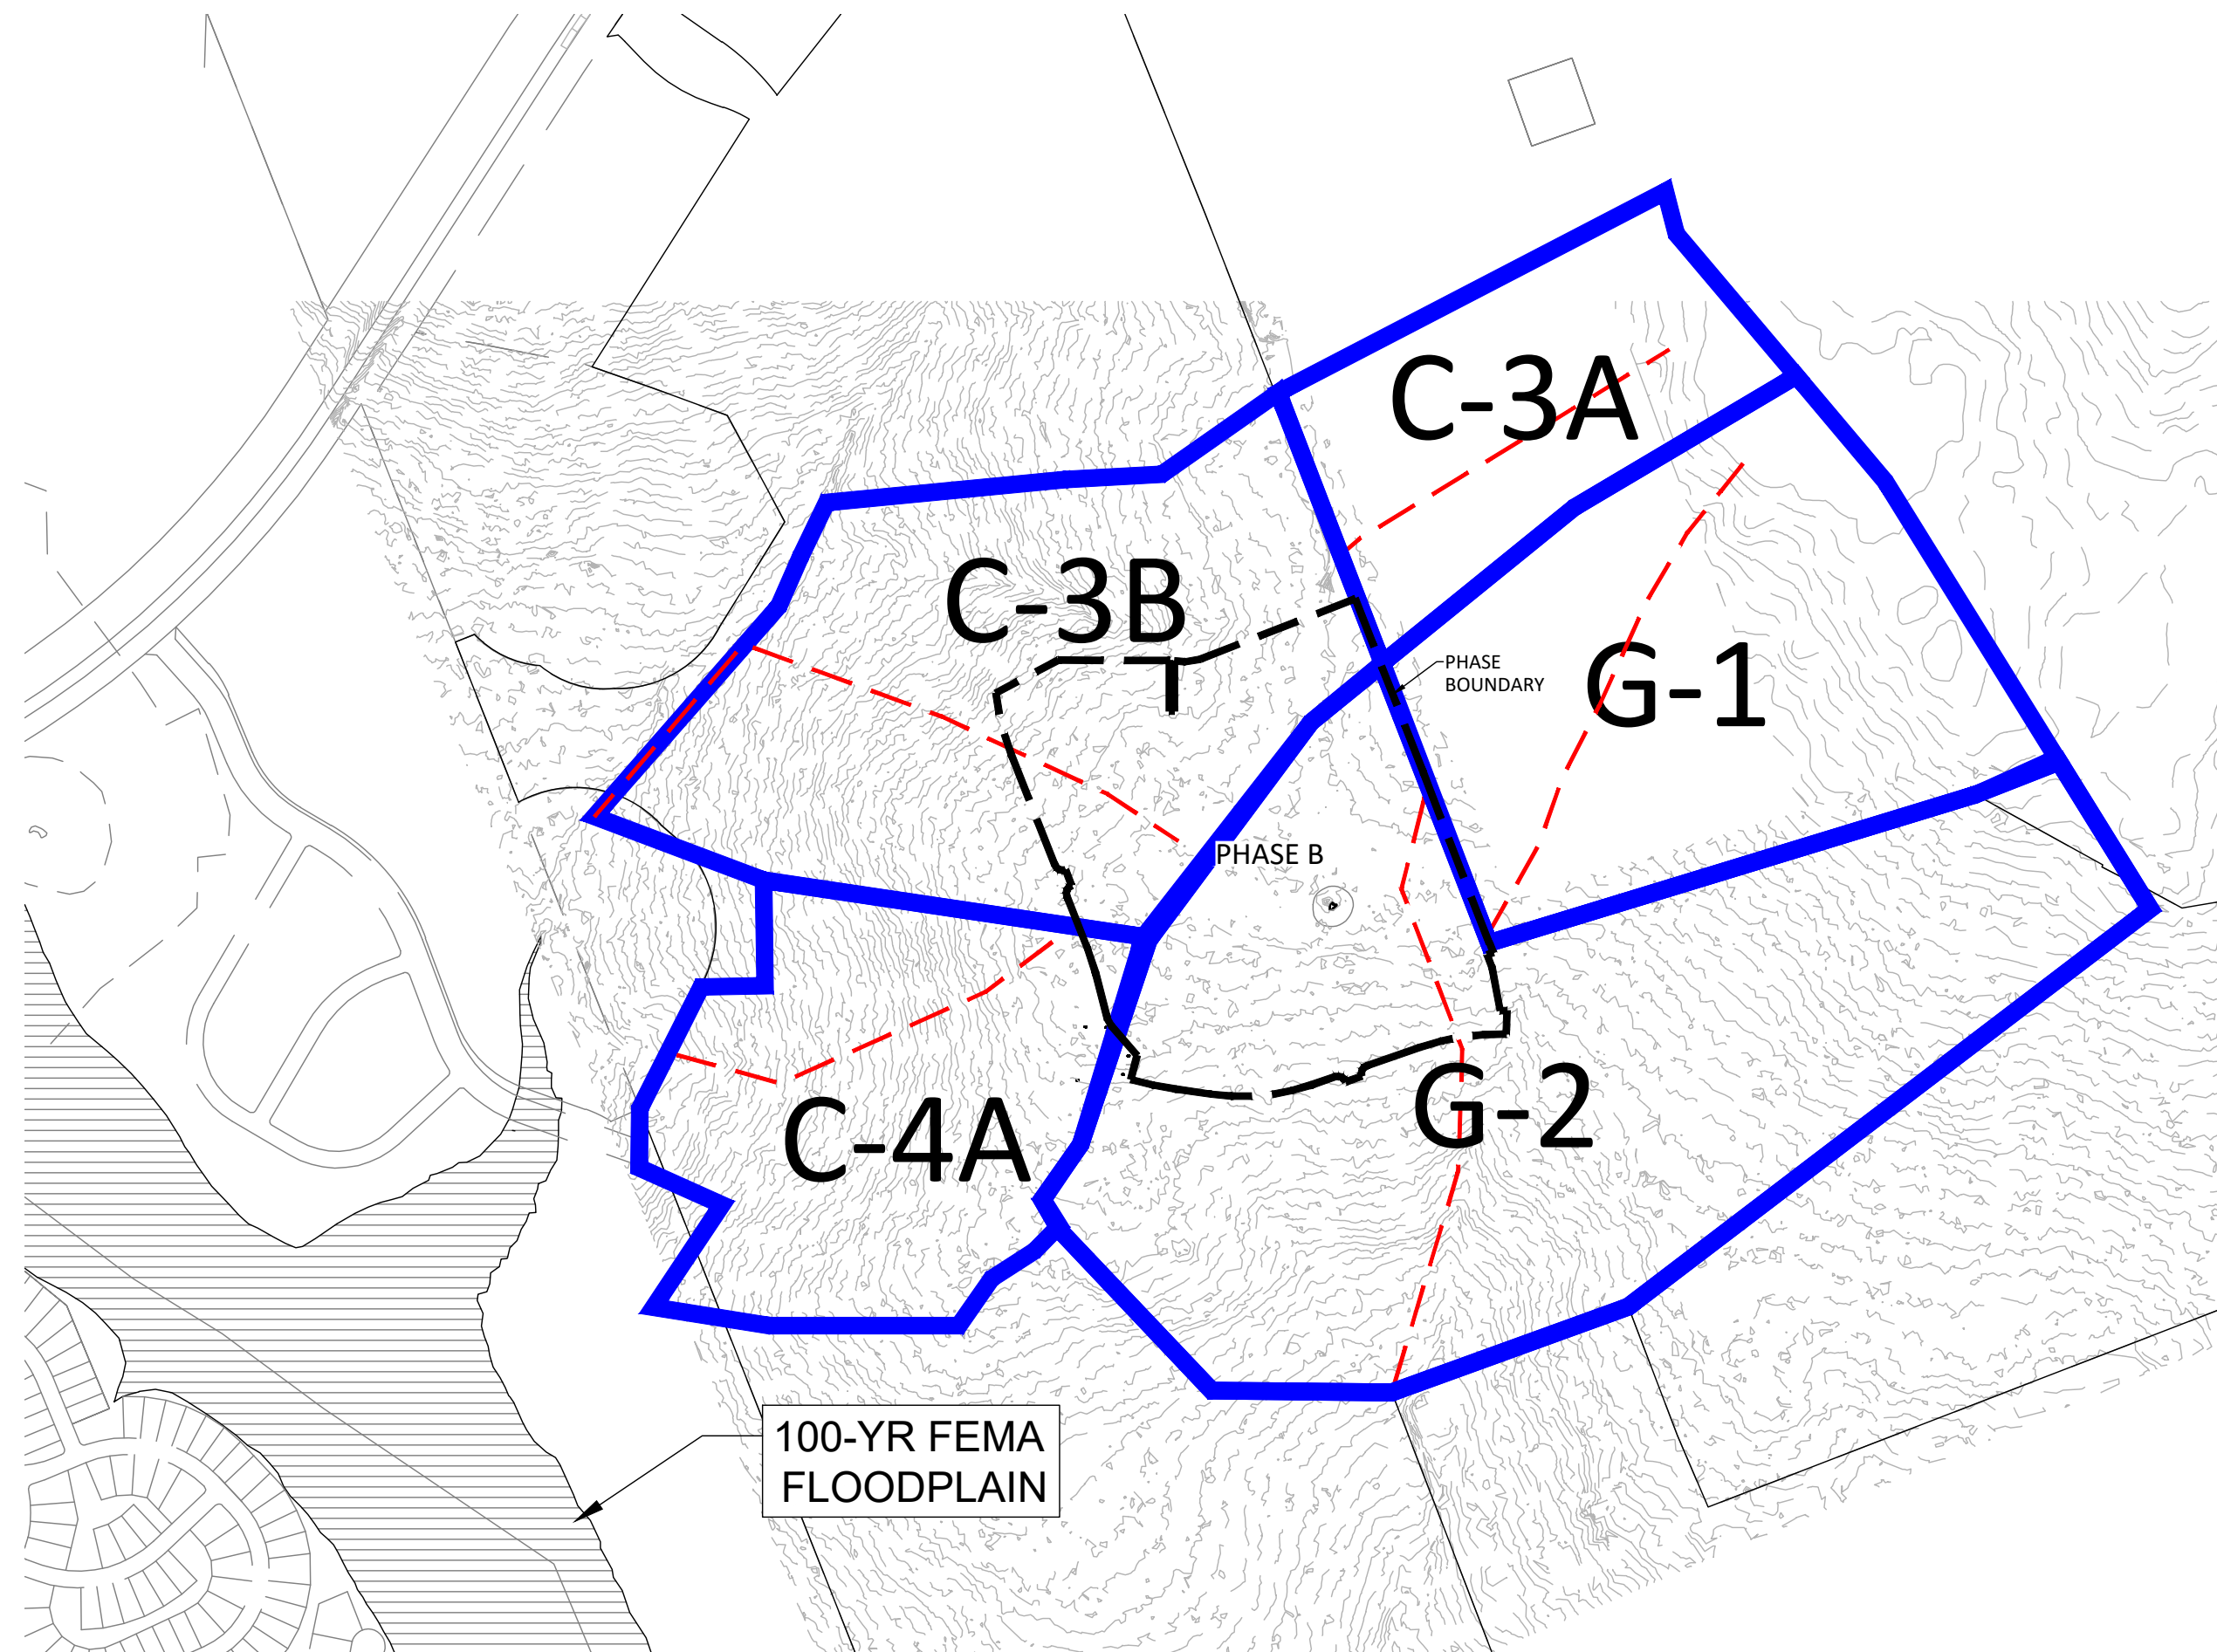 C-3A
C-3B
PHASE
BOUNDARY
G-1
PHASE B
G-2
C-4A
100-YR FEMA
FLOODPLAIN